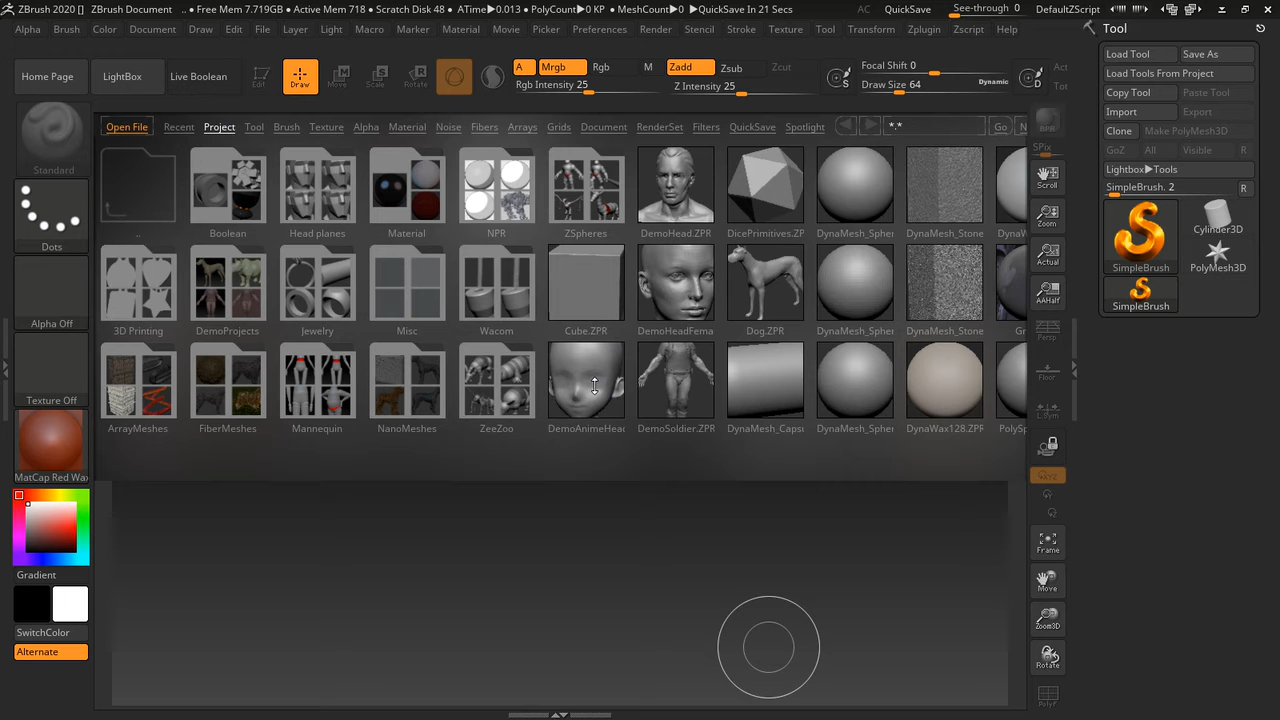 ZBrush 2020 [] ZBrush Document .. • Free Mem 7.719GB • Active Mem 718 • Scratch Disk 48 • ATime▶0.013 • PolyCount▶0 KP • MeshCount▶0 ▶QuickSave In 21 Secs AC QuickSave See-through 0 DefaultZScript
Alpha Brush Color Document Draw Edit File Layer Light Macro Marker Material Movie Picker Preferences Render Stencil Stroke Texture Tool Transform Zplugin Zscript Help
Tool
Home Page LightBox Live Boolean Edit Draw Move Scale Rotate
A Mrgb Rgb M Zadd Zsub Zcut
Rgb Intensity 25 Z Intensity 25
S Focal Shift 0
Draw Size 64 Dynamic D
Act
Tot
Load Tool Save As
Load Tools From Project
Copy Tool Paste Tool
Import Export
Clone Make PolyMesh3D
GoZ All Visible R
Lightbox▶Tools
SimpleBrush. 2 R
SimpleBrush Cylinder3D
PolyMesh3D
SimpleBrush
Open File Recent Project Tool Brush Texture Alpha Material Noise Fibers Arrays Grids Document RenderSet Filters QuickSave Spotlight *.* Go N
.. Boolean Head planes Material NPR ZSpheres DemoHead.ZPR DicePrimitives.ZP DynaMesh_Spher DynaMesh_Stone DynaW
3D Printing DemoProjects Jewelry Misc Wacom Cube.ZPR DemoHeadFema Dog.ZPR DynaMesh_Spher DynaMesh_Stone Gr
ArrayMeshes FiberMeshes Mannequin NanoMeshes ZeeZoo DemoAnimeHead DemoSoldier.ZPR DynaMesh_Capsu DynaMesh_Spher DynaWax128.ZPR PolySp
Standard
Dots
Alpha Off
Texture Off
MatCap Red Wax
Gradient
SwitchColor
Alternate
BPR
SPix
Scroll
Zoom
Actual
AAHalf
Persp
Floor
L.Sym
XYZ
Y
Z
Frame
Move
Zoom3D
Rotate
PolyF